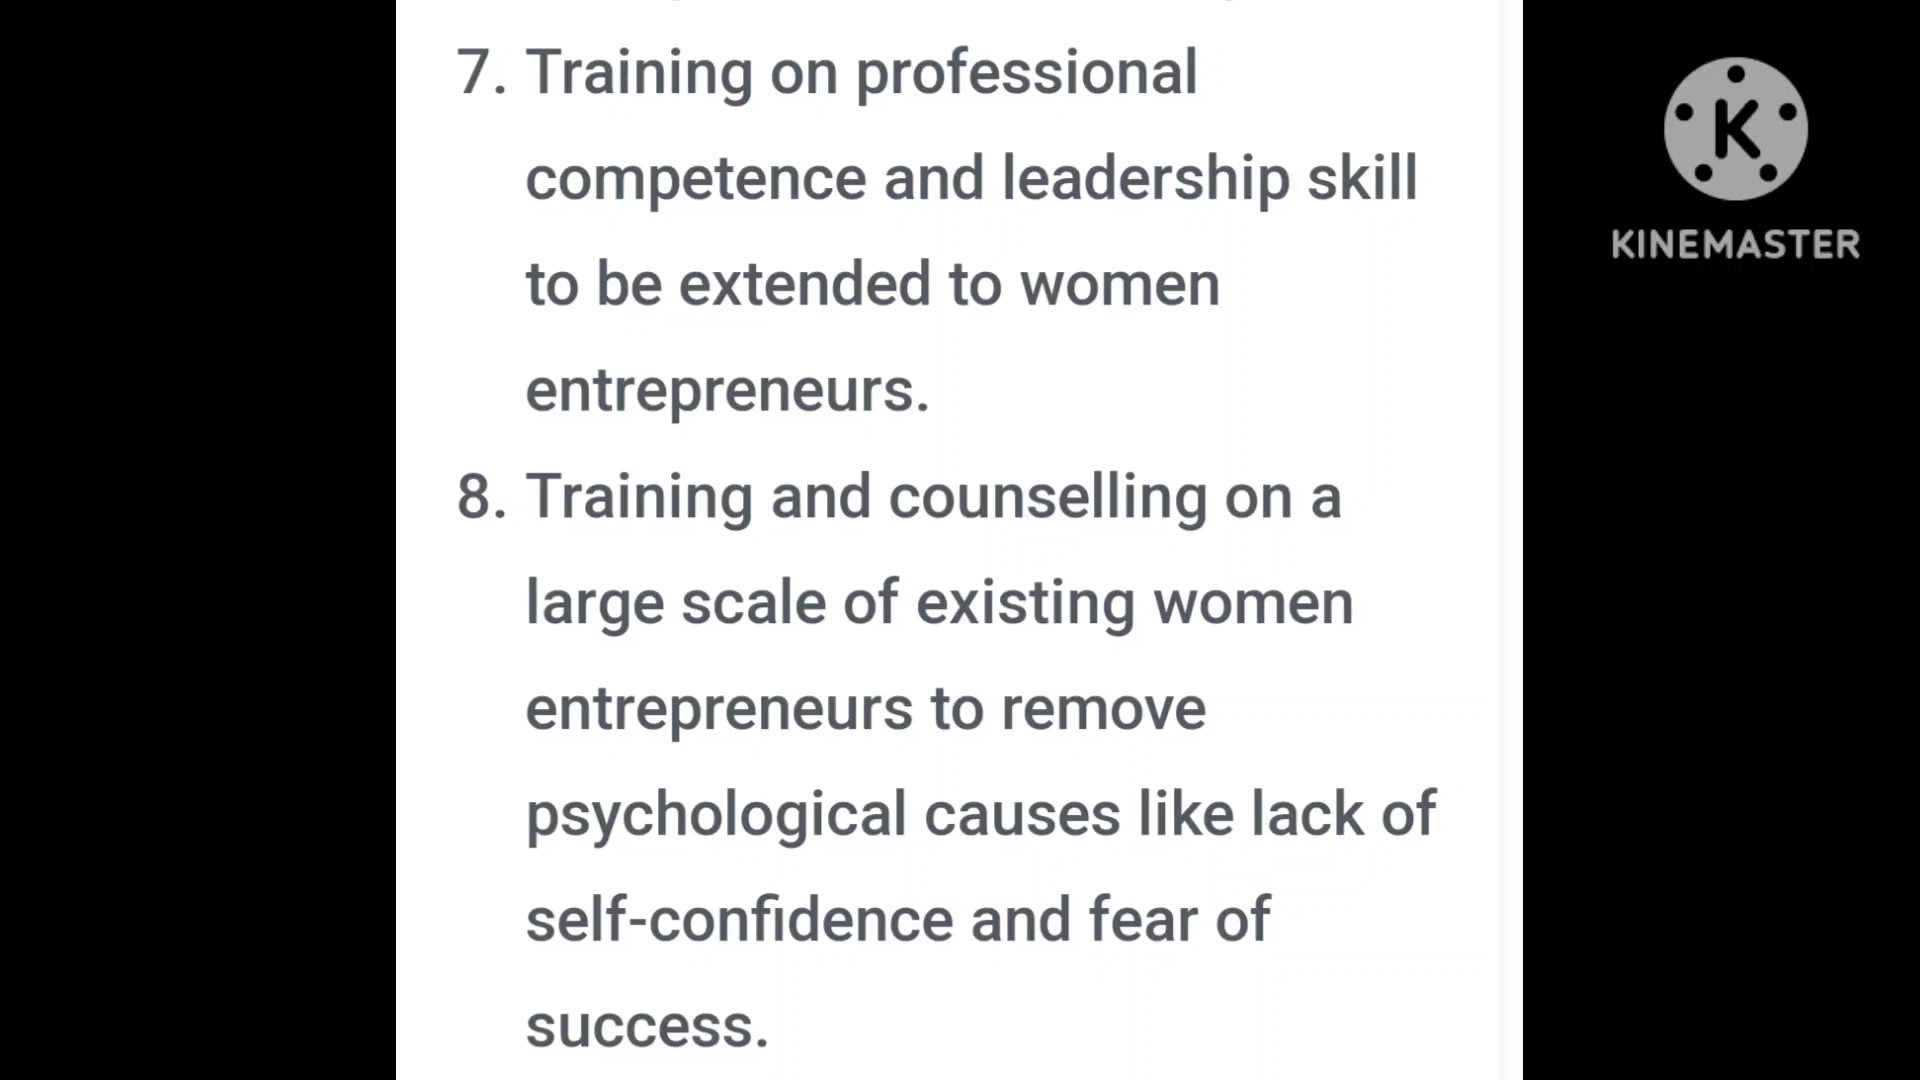 7. Training on professional
competence and leadership skill
to be extended to women
entrepreneurs.
8. Training and counselling on a
large scale of existing women
entrepreneurs to remove
psychological causes like lack of
self-confidence and fear of
success.
K
KINEMASTER